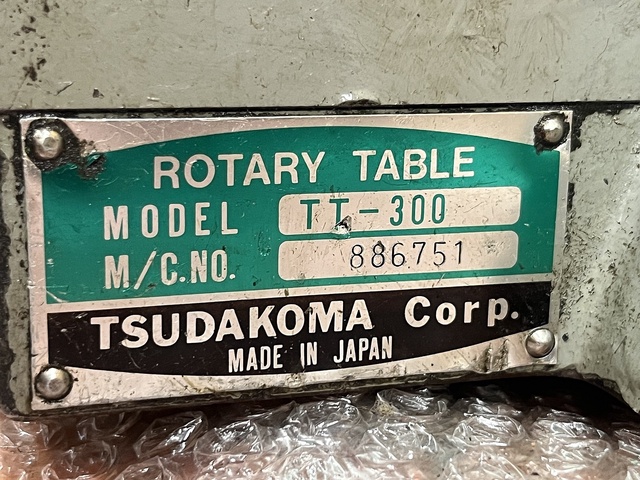 ROTARY TABLE
MODEL TT-300
M/C.NO. 886751
TSUDAKOMA Corp.
MADE IN JAPAN